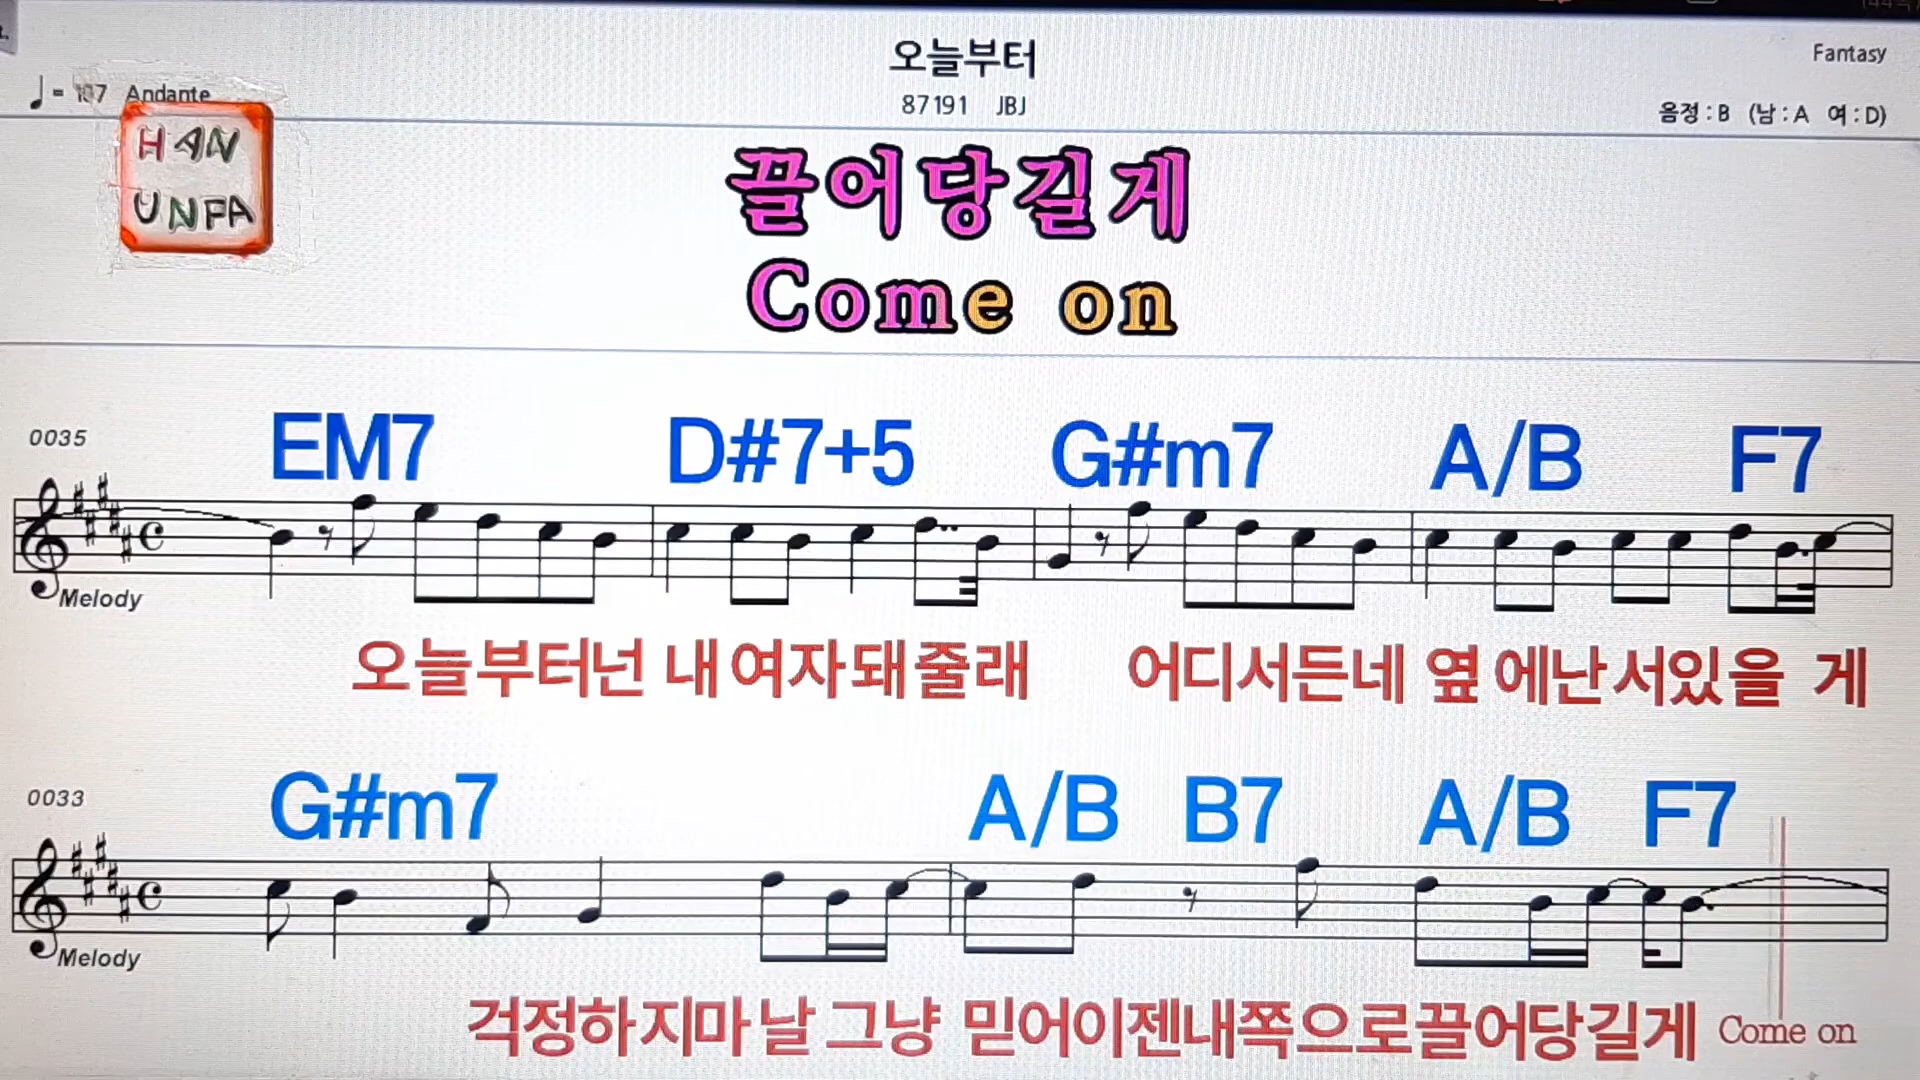 오늘부터
Fantasy
♩= 107 Andante
87191 JBJ
음정 : B (남 : A 여 : D)
HAN
UNPA
끌어당길게
Come on
0035
EM7 D#7+5 G#m7 A/B F7
Melody
오늘부터넌 내여자돼줄래 어디서든네 옆에난서있을 게
0033
G#m7 A/B B7 A/B F7
Melody
걱정하지마날 그냥 믿어이젠내쪽으로끌어당길게 Come on